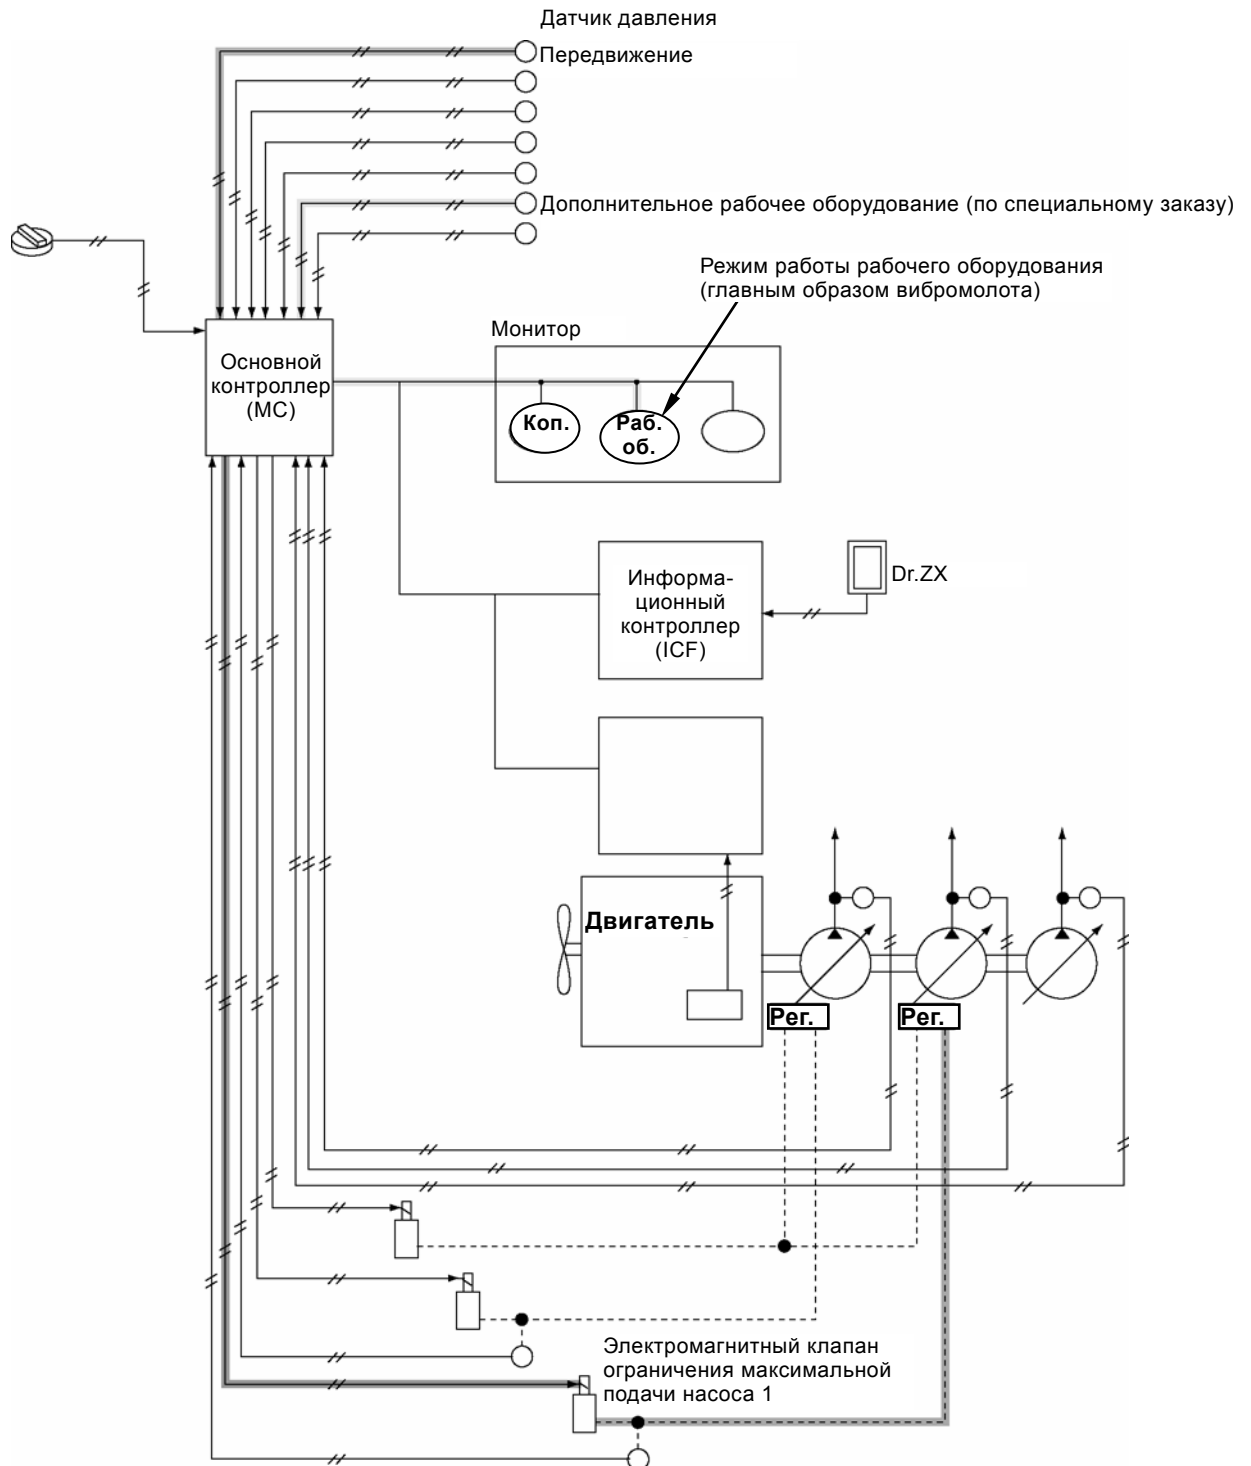 Датчик давления
Передвижение
Дополнительное рабочее оборудование (по специальному заказу)
Режим работы рабочего оборудования
(главным образом вибромолота)
Монитор
Основной
контроллер
(МС)
Коп.
Раб.
об.
Информа-
ционный
контроллер
(ICF)
Dr.ZX
Двигатель
Рег.
Рег.
Электромагнитный клапан
ограничения максимальной
подачи насоса 1